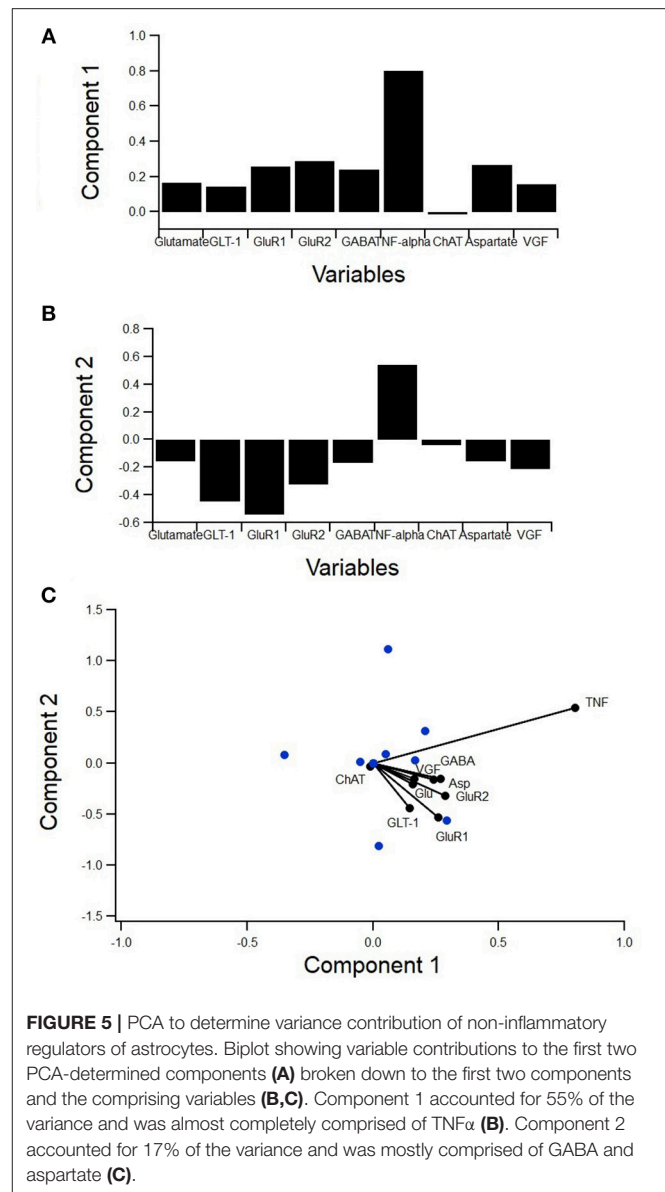 A
Component 1
1.0
0.8
0.6
0.4
0.2
0.0
Glutamate GLT-1 GluR1 GluR2 GABA TNF-alpha ChAT Aspartate VGF
Variables
B
Component 2
0.8
0.6
0.4
0.2
0.0
-0.2
-0.4
-0.6
Glutamate GLT-1 GluR1 GluR2 GABA TNF-alpha ChAT Aspartate VGF
Variables
C
Component 2
1.5
1.0
0.5
0.0
-0.5
-1.0
-1.5
TNF
GABA
VGF
Asp
ChAT
Glu
GluR2
GLT-1
GluR1
-1.0 -0.5 0.0 0.5 1.0
Component 1
FIGURE 5 | PCA to determine variance contribution of non-inflammatory
regulators of astrocytes. Biplot showing variable contributions to the first two
PCA-determined components (A) broken down to the first two components
and the comprising variables (B,C). Component 1 accounted for 55% of the
variance and was almost completely comprised of TNFα (B). Component 2
accounted for 17% of the variance and was mostly comprised of GABA and
aspartate (C).